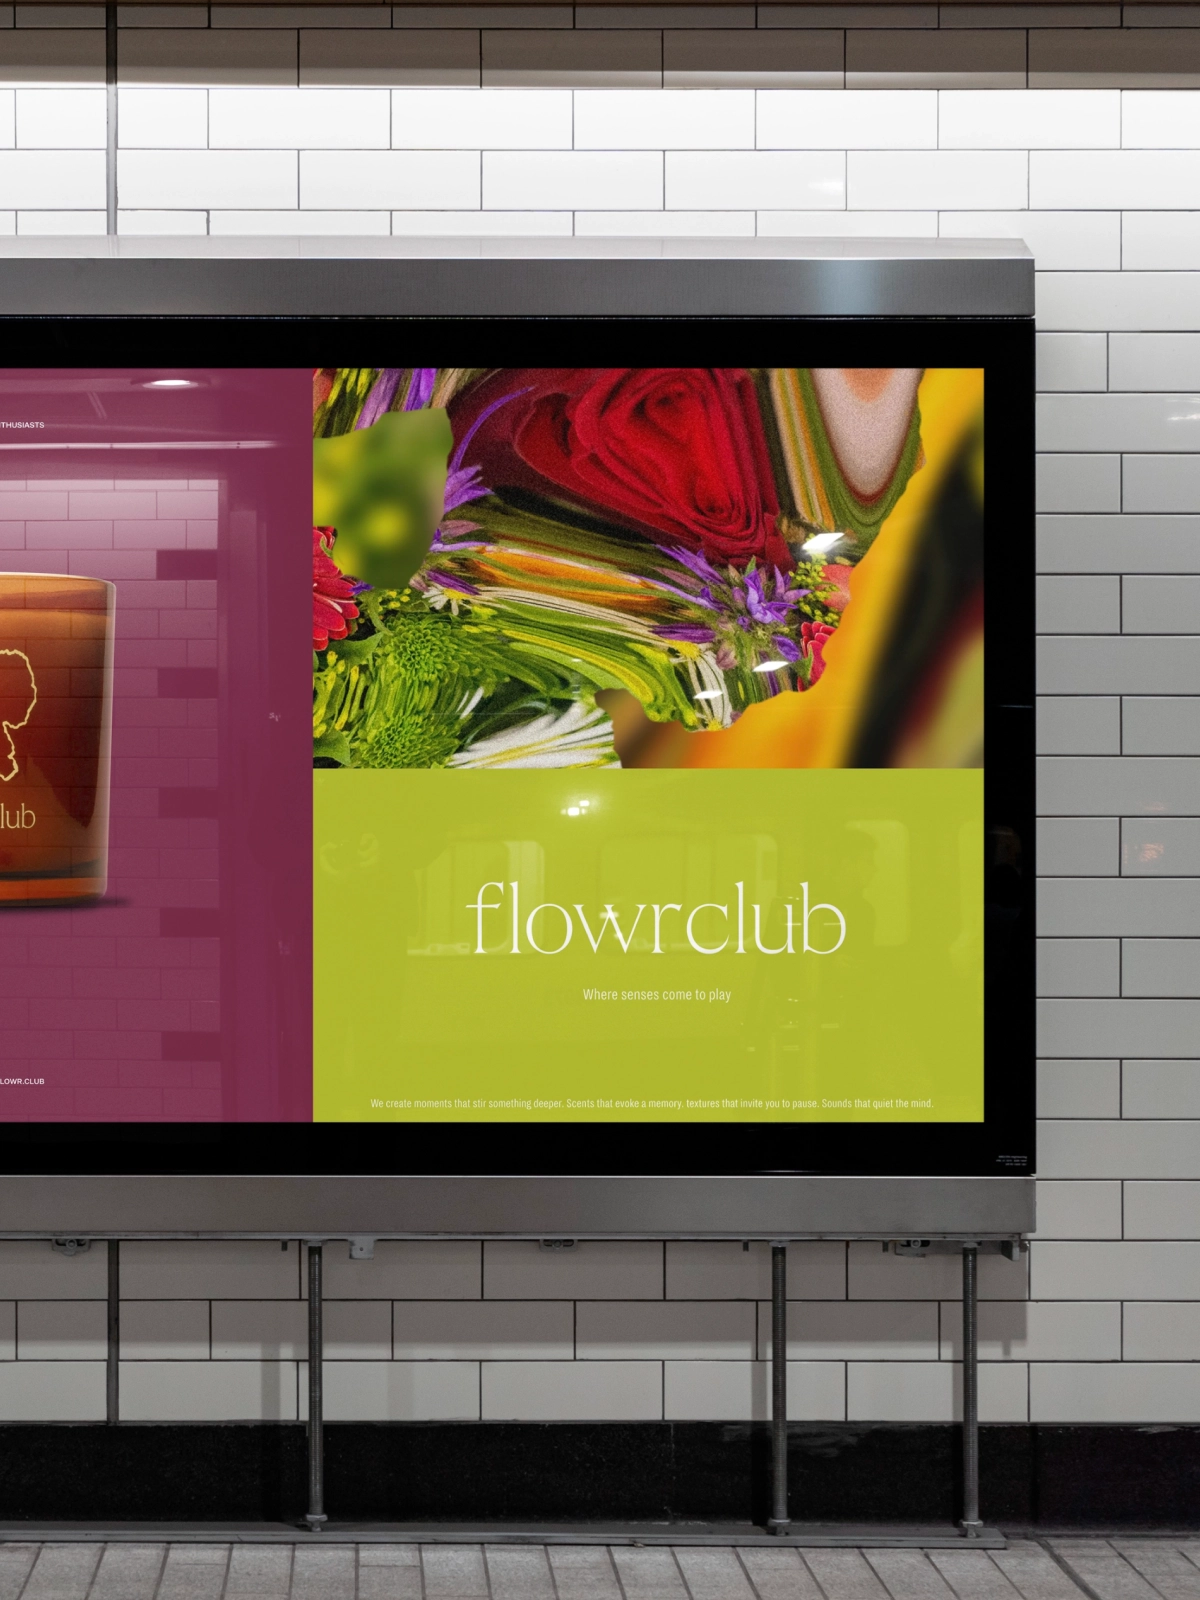 THUSIASTS
lub
LOWR.CLUB
flowrclub
Where senses come to play
We create moments that stir something deeper. Scents that evoke a memory, textures that invite you to pause. Sounds that quiet the mind.